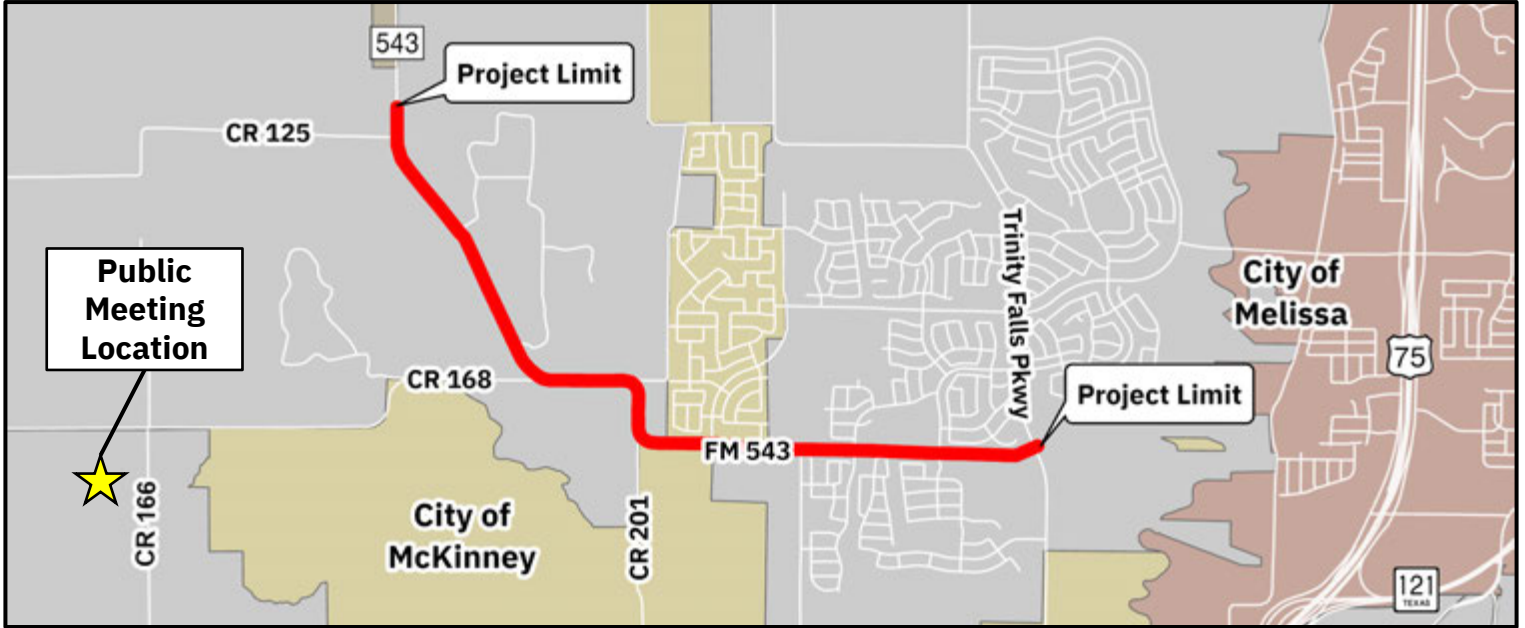 543
Project Limit
CR 125
Trinity Falls Pkwy
Public
Meeting
Location
City of
Melissa
75
CR 168
Project Limit
FM 543
CR 166
City of
McKinney
CR 201
121
TEXAS